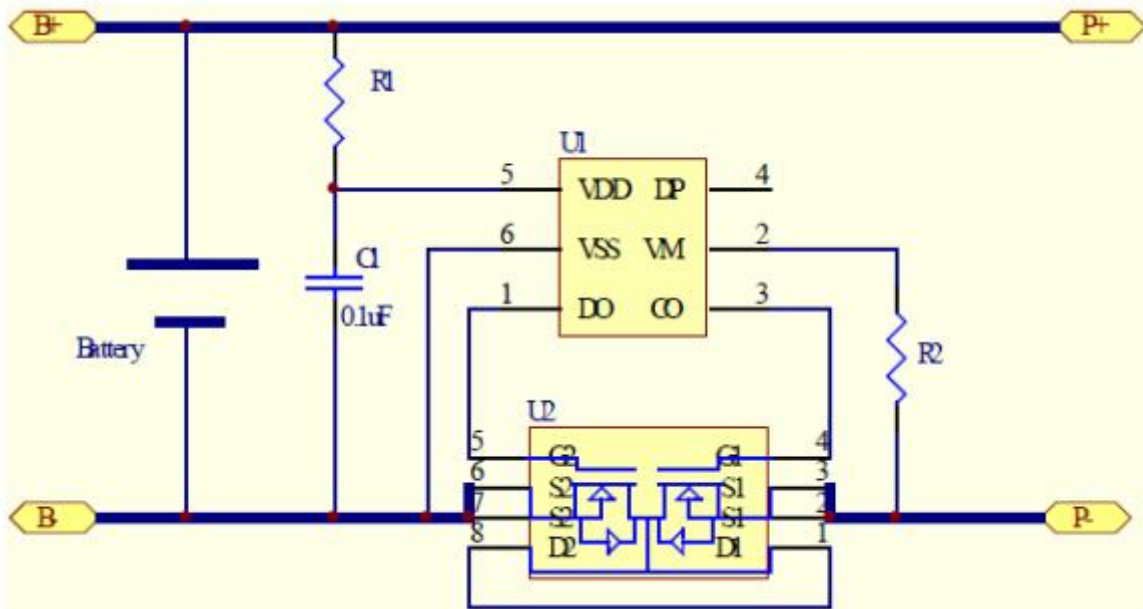 B+ P+
R1
U1
5 VDD DP 4
6 VSS VM 2
C1
1 DO CO 3
0.1uF
Battery
R2
U2
5 G2 G1 4
6 S2 S1 3
7 S2 S1 2
B- P-
8 D2 D1 1